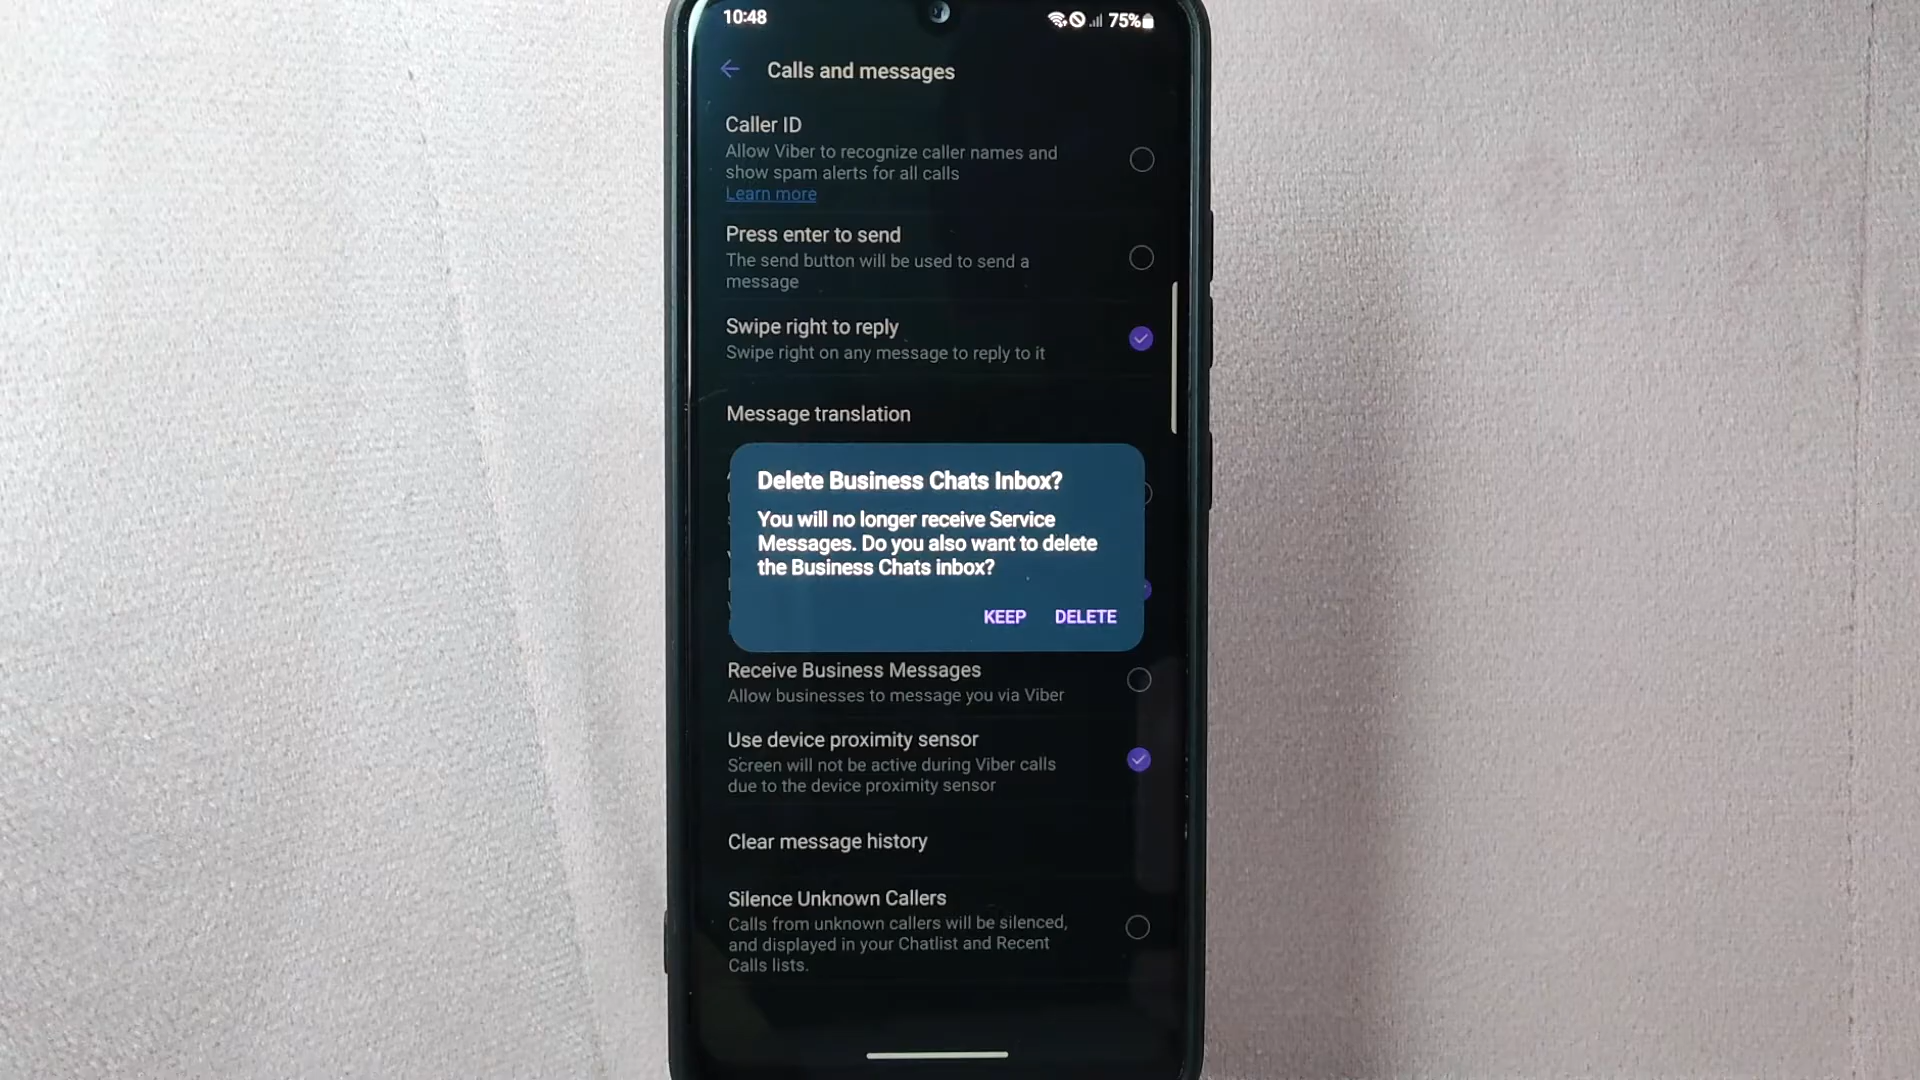 10:48
75%
Calls and messages
Caller ID
Allow Viber to recognize caller names and
show spam alerts for all calls
Learn more
Press enter to send
The send button will be used to send a
message
Swipe right to reply
Swipe right on any message to reply to it
Message translation
Delete Business Chats Inbox?
You will no longer receive Service
Messages. Do you also want to delete
the Business Chats inbox?
KEEP DELETE
Receive Business Messages
Allow businesses to message you via Viber
Use device proximity sensor
Screen will not be active during Viber calls
due to the device proximity sensor
Clear message history
Silence Unknown Callers
Calls from unknown callers will be silenced,
and displayed in your Chatlist and Recent
Calls lists.